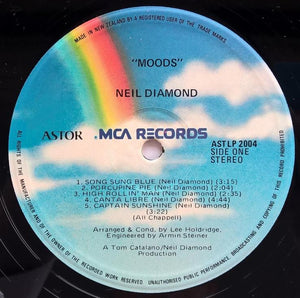 MADE IN NEW ZEALAND BY A REGISTERED USER OF THE TRADE MARK.
"MOODS"
NEIL DIAMOND
ASTOR MCA RECORDS
ASTLP 2004
SIDE ONE
STEREO
1. SONG SUNG BLUE (Neil Diamond) (3:15)
2. PORCUPINE PIE (Neil Diamond) (2:04)
3. HIGH ROLLIN' MAN (Neil Diamond) (2:35)
4. CANTA LIBRE (Neil Diamond) (4:14)
5. CAPTAIN SUNSHINE (Neil Diamond)
(3:22)
(All Chappell)
Arranged & Cond. by Lee Holdridge.
Engineered by Armin Steiner
A Tom Catalano/Neil Diamond
Production
ALL RIGHTS OF THE MANUFACTURER AND OF THE OWNER OF THE RECORDED WORK RESERVED. UNAUTHORISED PUBLIC PERFORMANCE, BROADCASTING AND COPYING OF THIS RECORD PROHIBITED